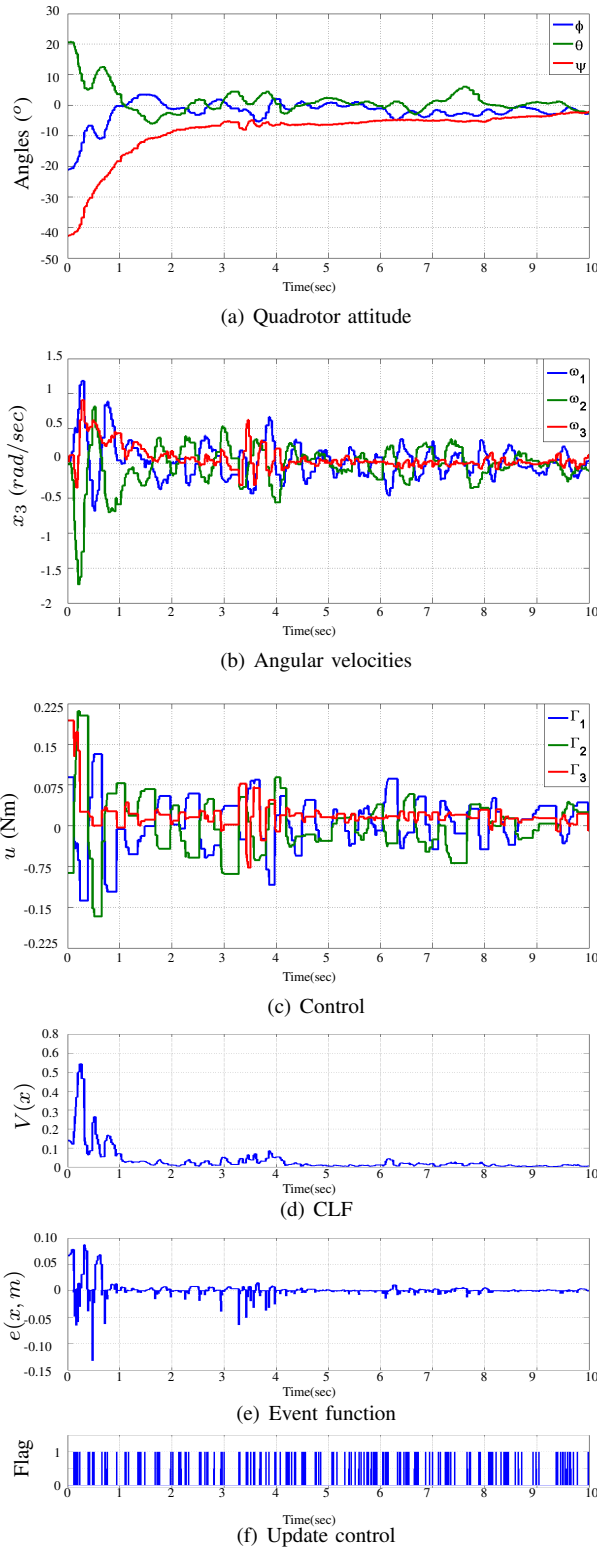 30
20
10
0
-10
-20
-30
-40
50
Angles (°)
ϕ
θ
ψ
0 1 2 3 4 5 6 7 8 9 10
Time(sec)
(a) Quadrotor attitude
1.5
1
0.5
0
-0.5
-1
-1.5
-2
x3 (rad/sec)
ω1
ω2
ω3
0 1 2 3 4 5 6 7 8 9 10
Time(sec)
(b) Angular velocities
0.225
0.15
0.075
0
-0.75
-0.15
-0.225
u (Nm)
Γ1
Γ2
Γ3
0 1 2 3 4 5 6 7 8 9 10
Time(sec)
(c) Control
0.8
0.6
0.5
0.4
0.3
0.2
0.1
0
V(x)
0 1 2 3 4 5 6 7 8 9 10
Time(sec)
(d) CLF
0.10
0.05
0
-0.05
-0.10
-0.15
e(x, m)
0 1 2 3 4 5 6 7 8 9 10
Time(sec)
(e) Event function
1
0
Flag
0 1 2 3 4 5 6 7 8 9 10
Time(sec)
(f) Update control